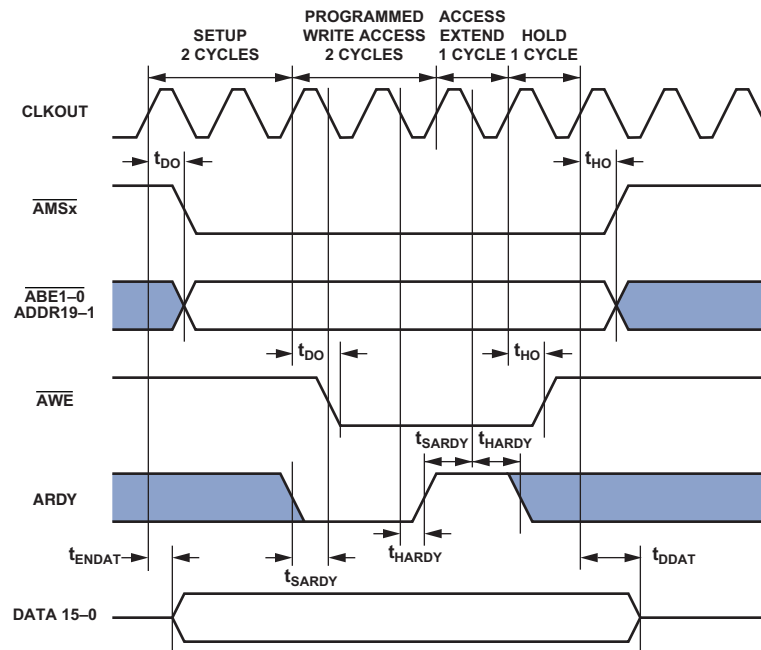 SETUP
2 CYCLES
PROGRAMMED
WRITE ACCESS
2 CYCLES
ACCESS
EXTEND
1 CYCLE
HOLD
1 CYCLE
CLKOUT
tDO
tHO
AMSx
ABE1–0
ADDR19–1
tDO
tHO
AWE
tSARDY
tHARDY
ARDY
tENDAT
tSARDY
tHARDY
tDDAT
DATA 15–0